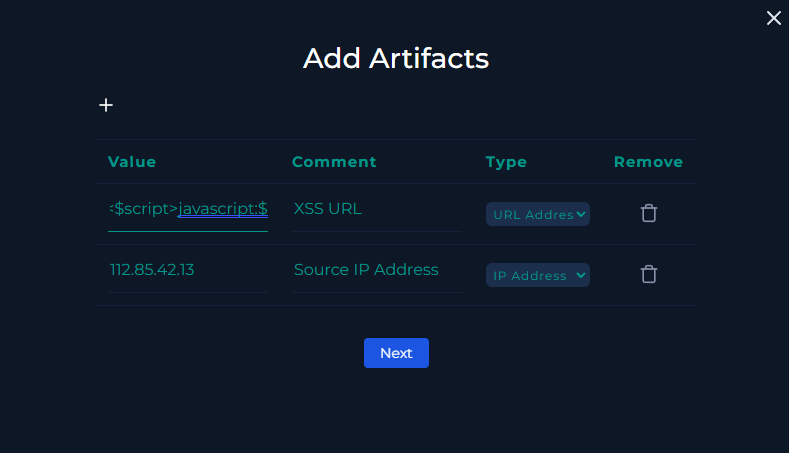 Add Artifacts
Value Comment Type Remove
<$script>javascript:$ XSS URL URL Addres
112.85.42.13 Source IP Address IP Address
Next